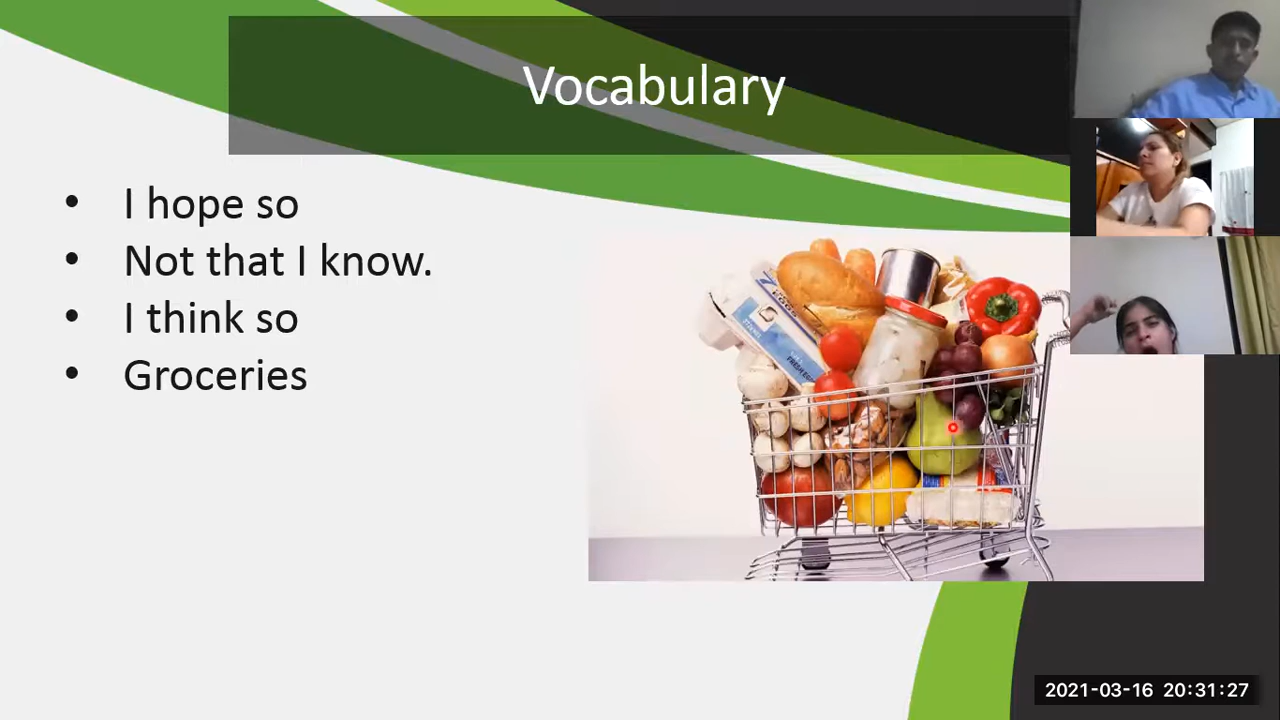 Vocabulary
• I hope so
• Not that I know.
• I think so
• Groceries
2021-03-16 20:31:27